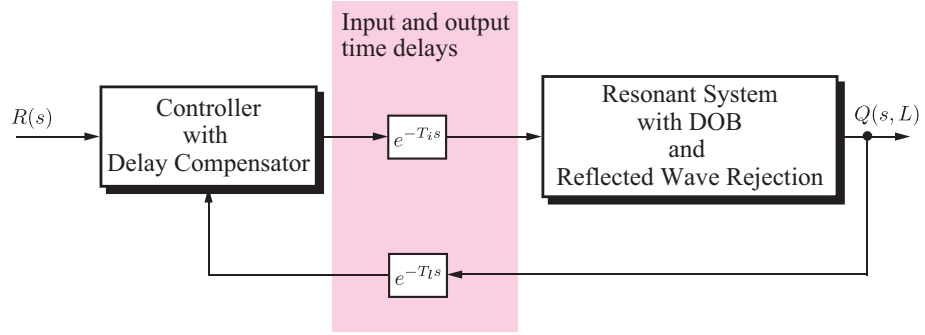 Input and output
time delays
R(s)
Controller
with
Delay Compensator
e^{-T_i s}
Resonant System
with DOB
and
Reflected Wave Rejection
Q(s, L)
e^{-T_l s}